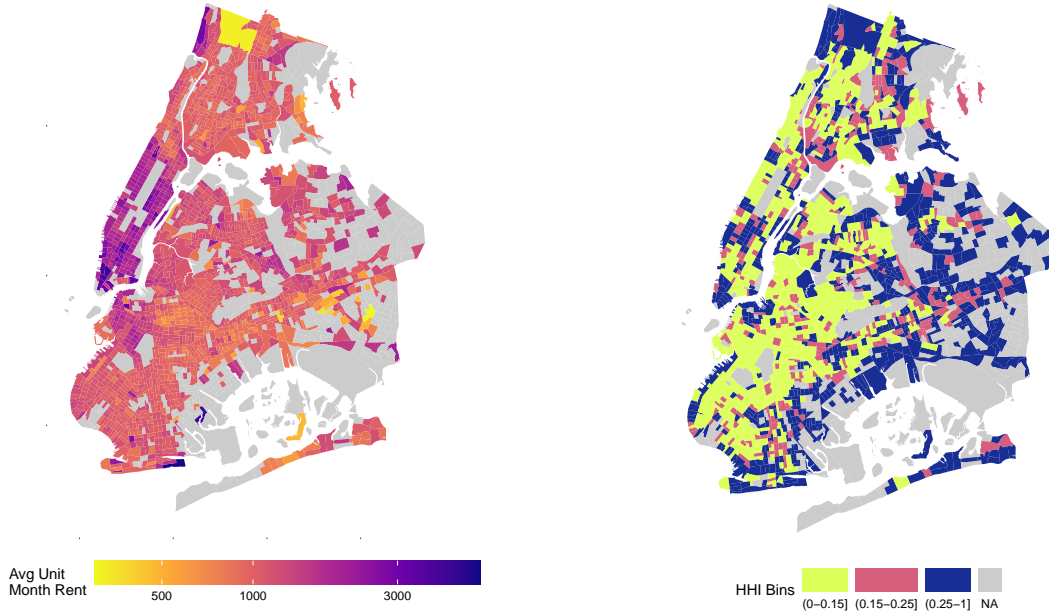 Avg Unit
Month Rent
500
1000
3000
HHI Bins
(0–0.15]
(0.15–0.25]
(0.25–1]
NA